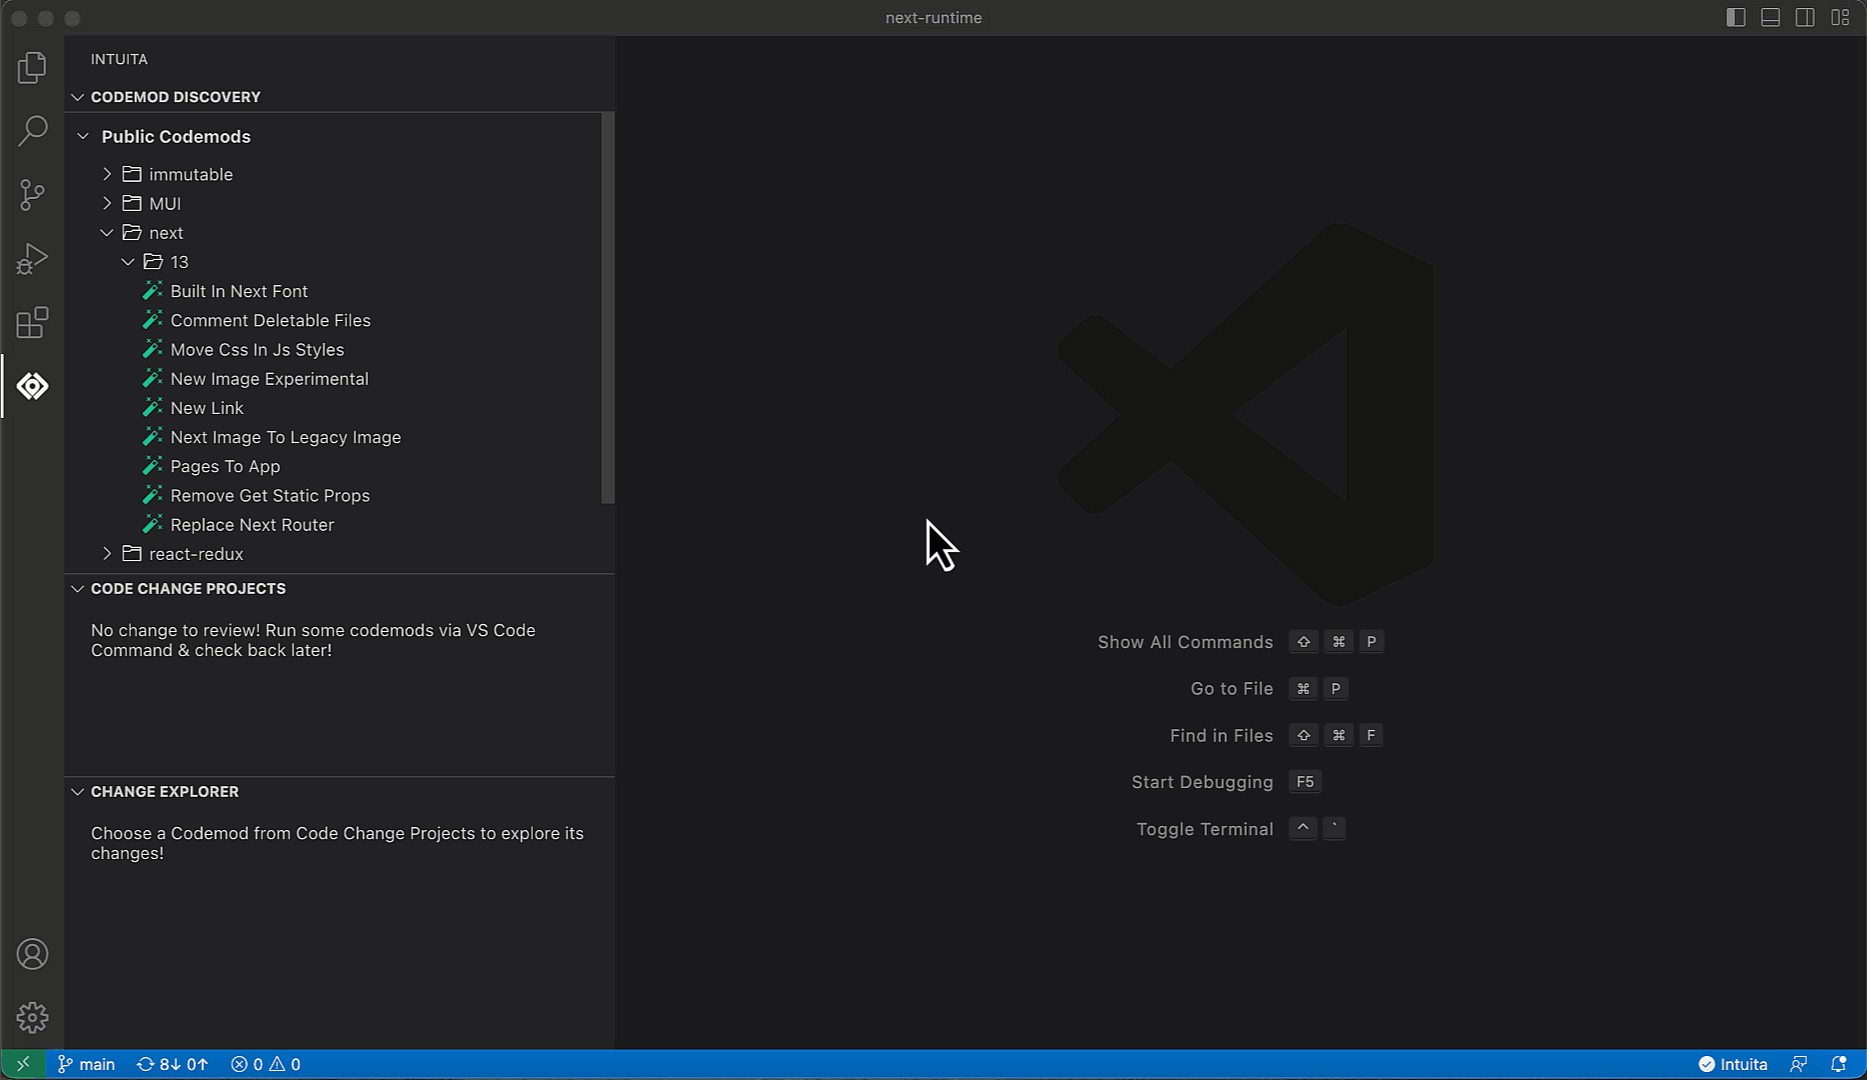 next-runtime
INTUITA
CODEMOD DISCOVERY
Public Codemods
immutable
MUI
next
13
Built In Next Font
Comment Deletable Files
Move Css In Js Styles
New Image Experimental
New Link
Next Image To Legacy Image
Pages To App
Remove Get Static Props
Replace Next Router
react-redux
CODE CHANGE PROJECTS
No change to review! Run some codemods via VS Code
Command & check back later!
CHANGE EXPLORER
Choose a Codemod from Code Change Projects to explore its
changes!
Show All Commands ⇧ ⌘ P
Go to File ⌘ P
Find in Files ⇧ ⌘ F
Start Debugging F5
Toggle Terminal ^ `
main 8↓ 0↑ 0 0 Intuita